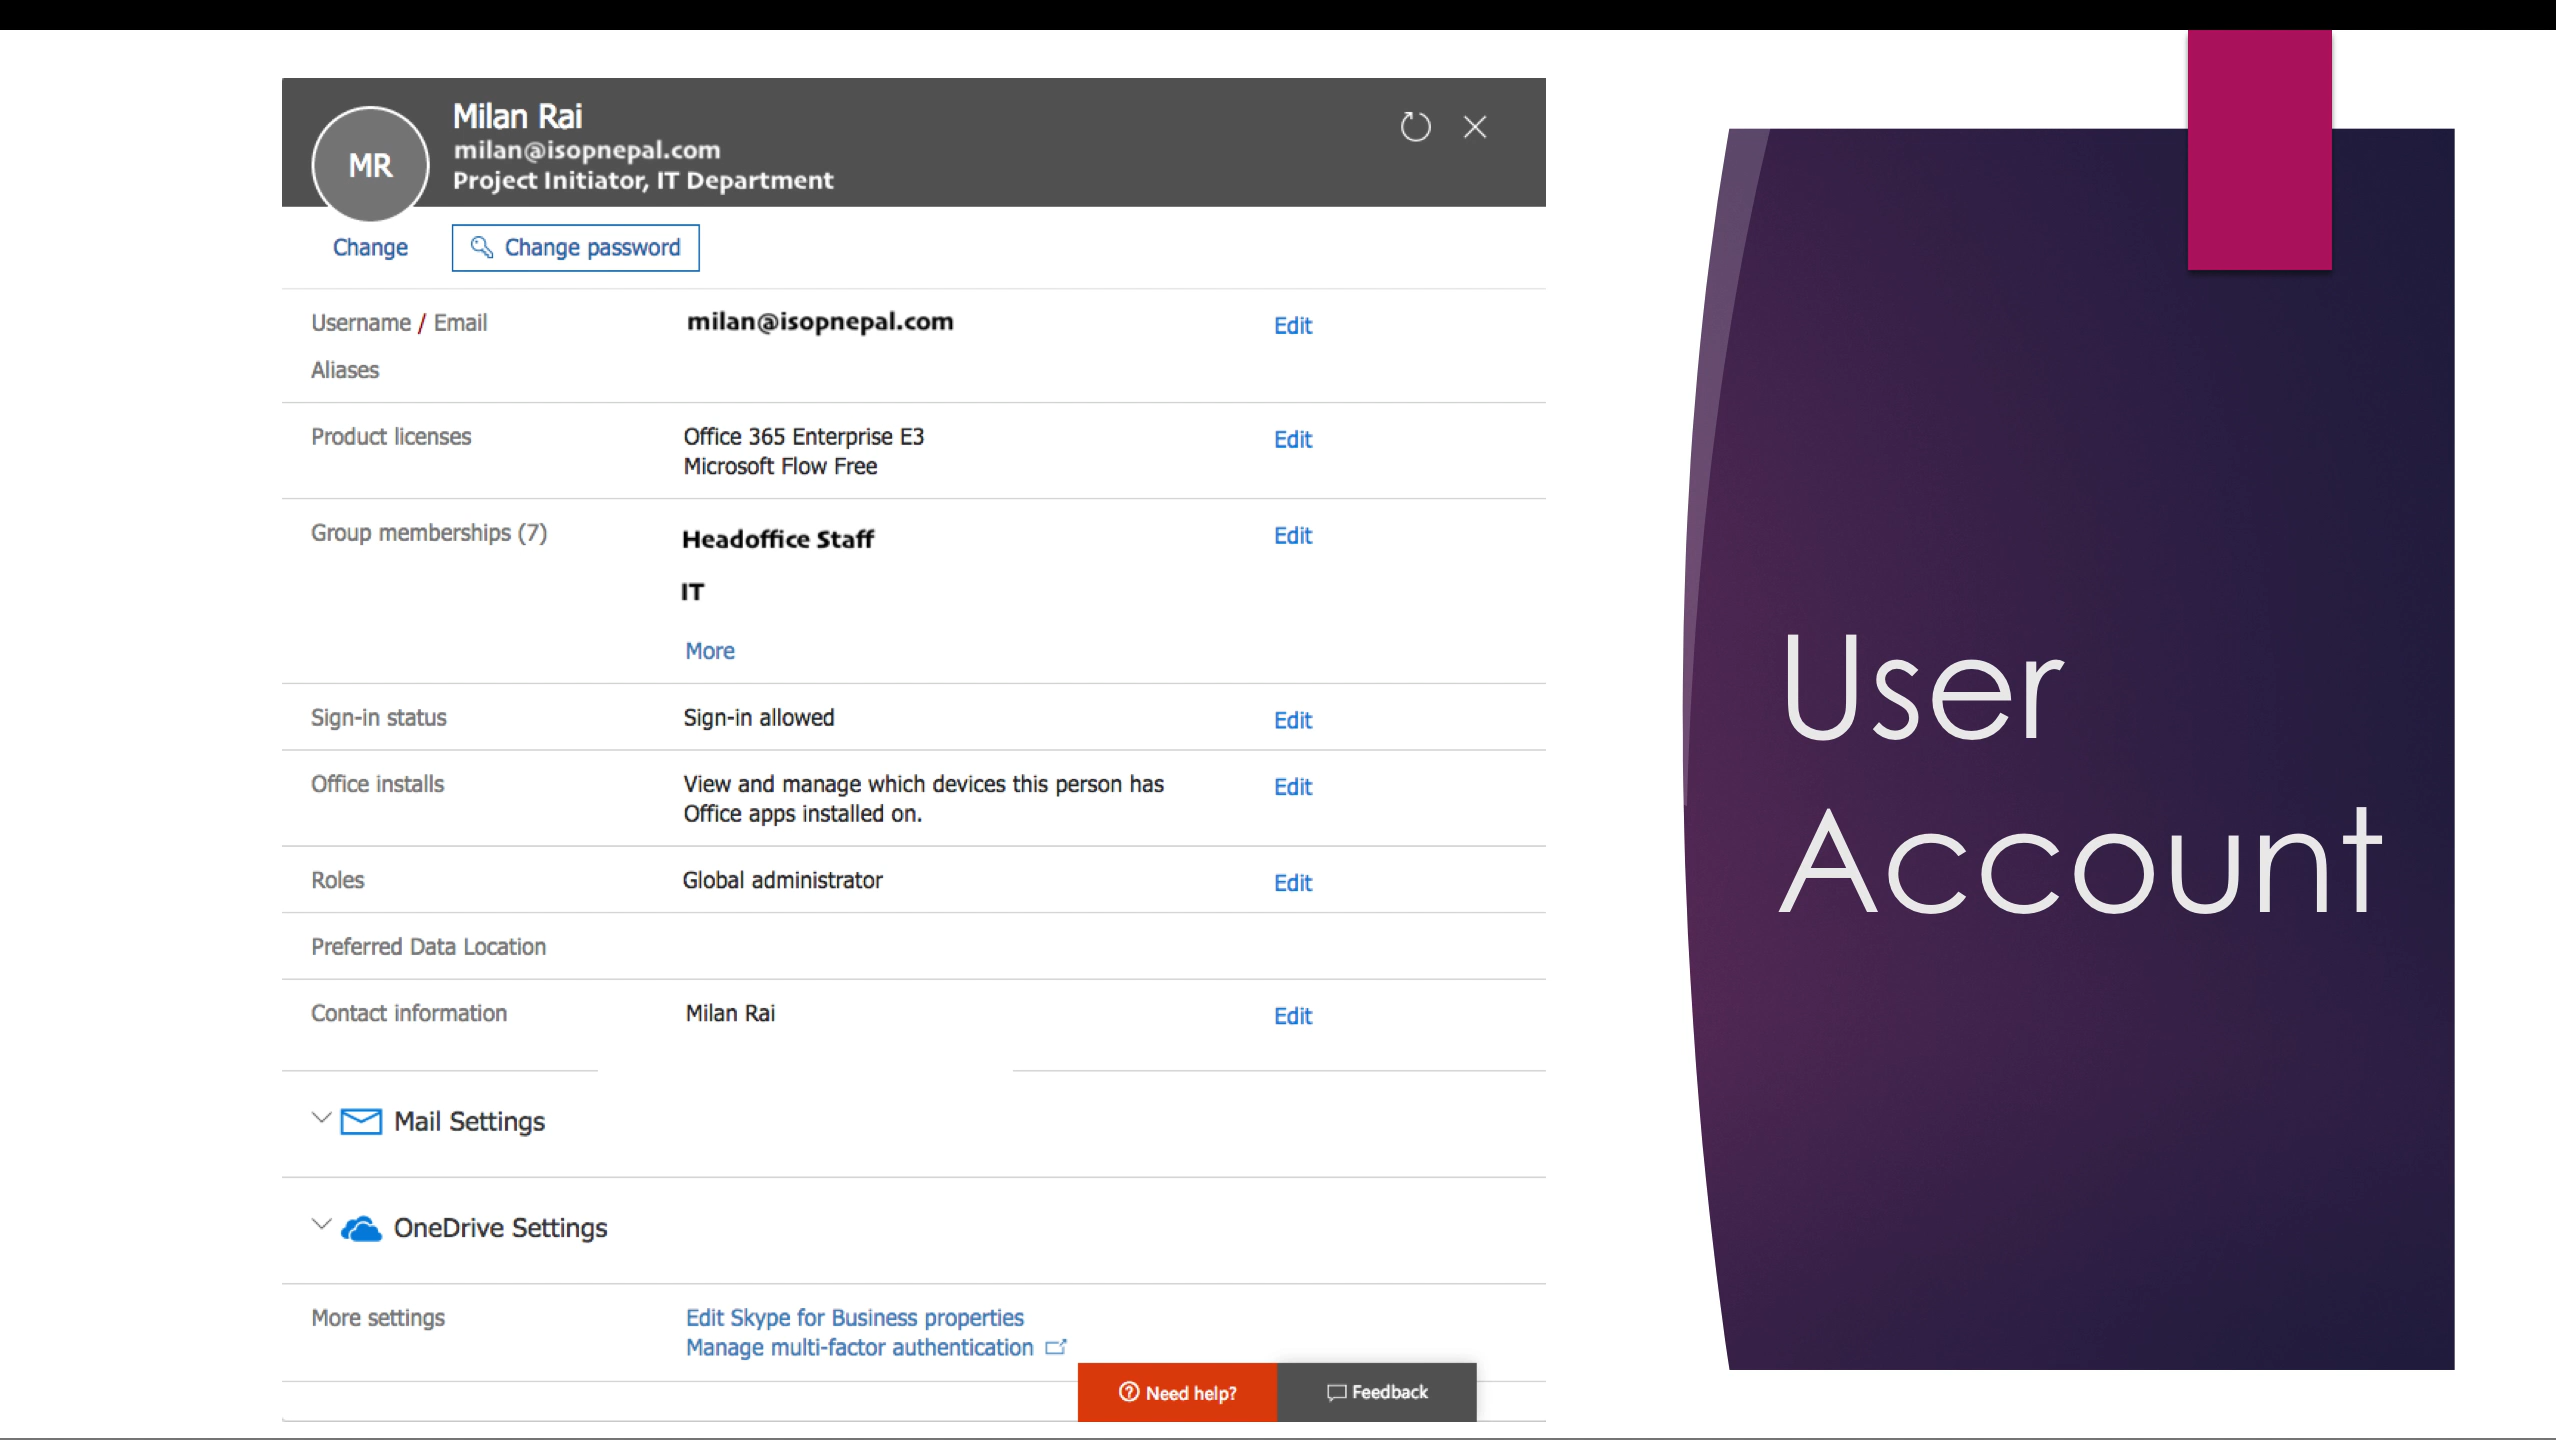 Milan Rai
milan@isopnepal.com
MR
Project Initiator, IT Department
Change
Change password
Username / Email
milan@isopnepal.com
Edit
Aliases
Product licenses
Office 365 Enterprise E3
Edit
Microsoft Flow Free
Group memberships (7)
Headoffice Staff
Edit
IT
More
Sign-in status
Sign-in allowed
Edit
Office installs
View and manage which devices this person has
Edit
Office apps installed on.
Roles
Global administrator
Edit
Preferred Data Location
Contact information
Milan Rai
Edit
Mail Settings
OneDrive Settings
More settings
Edit Skype for Business properties
Manage multi-factor authentication
Need help?
Feedback
User
Account